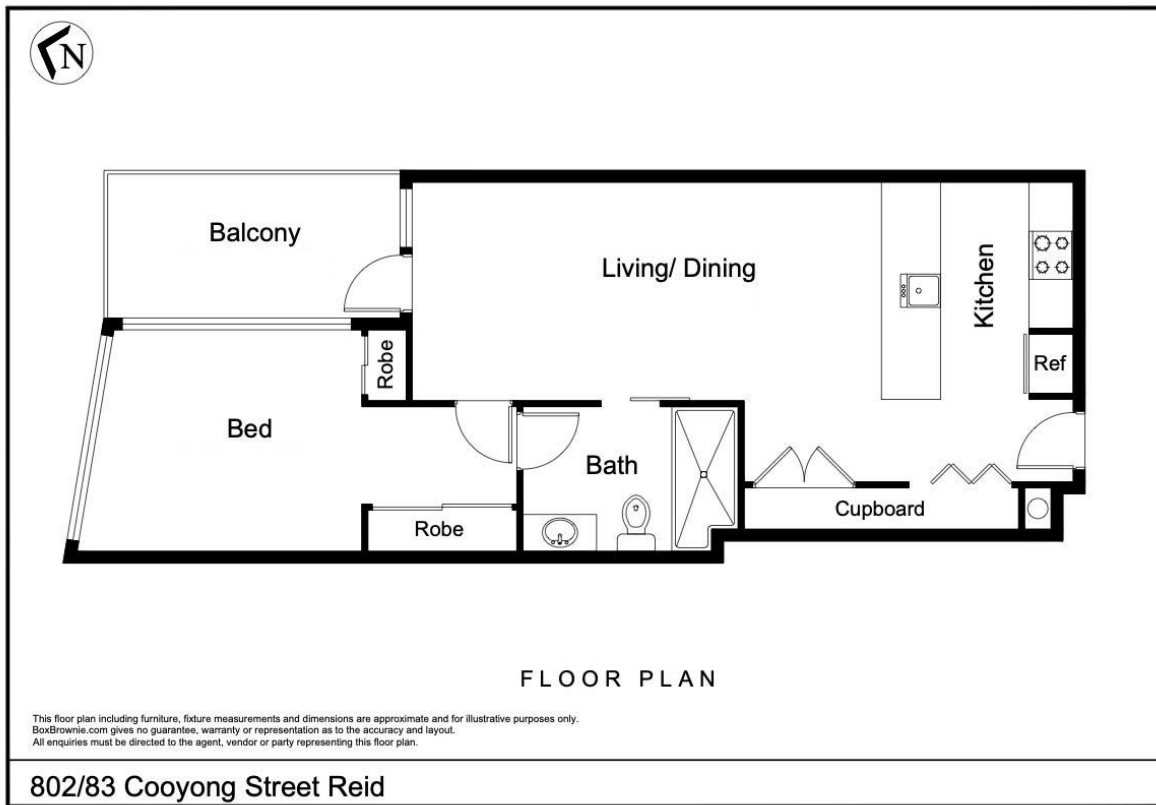 N
Balcony
Living/ Dining
Kitchen
Robe
Ref
Bed
Bath
Robe
Cupboard
FLOOR PLAN
This floor plan including furniture, fixture measurements and dimensions are approximate and for illustrative purposes only.
BoxBrownie.com gives no guarantee, warranty or representation as to the accuracy and layout.
All enquiries must be directed to the agent, vendor or party representing this floor plan.
802/83 Cooyong Street Reid